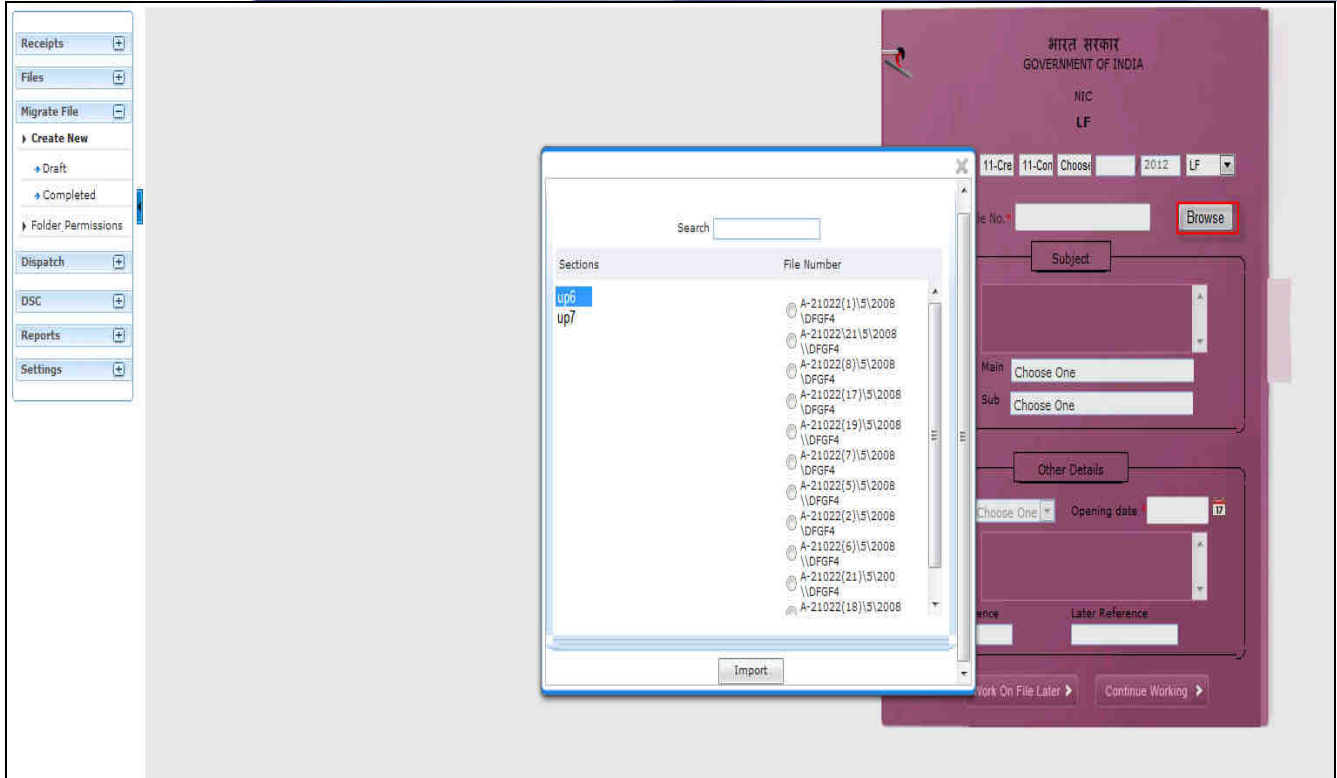 Receipts
Files
Migrate File
Create New
Draft
Completed
Folder Permissions
Dispatch
DSC
Reports
Settings
Search
Sections
File Number
up6
up7
A-21022(1)\5\2008
\DFGF4
A-21022\21\5\2008
\\DFGF4
A-21022(8)\5\2008
\DFGF4
A-21022(17)\5\2008
\DFGF4
A-21022(19)\5\2008
\\DFGF4
A-21022(7)\5\2008
\DFGF4
A-21022(5)\5\2008
\\DFGF4
A-21022(2)\5\2008
\DFGF4
A-21022(6)\5\2008
\\DFGF4
A-21022(21)\5\200
\\DFGF4
A-21022(18)\5\2008
Import
भारत सरकार
GOVERNMENT OF INDIA
NIC
LF
11-Cre 11-Con Choose / 2012 LF
le No.* Browse
Subject
Main Choose One
Sub Choose One
Other Details
Choose One Opening date * 17
ence Later Reference
Work On File Later Continue Working